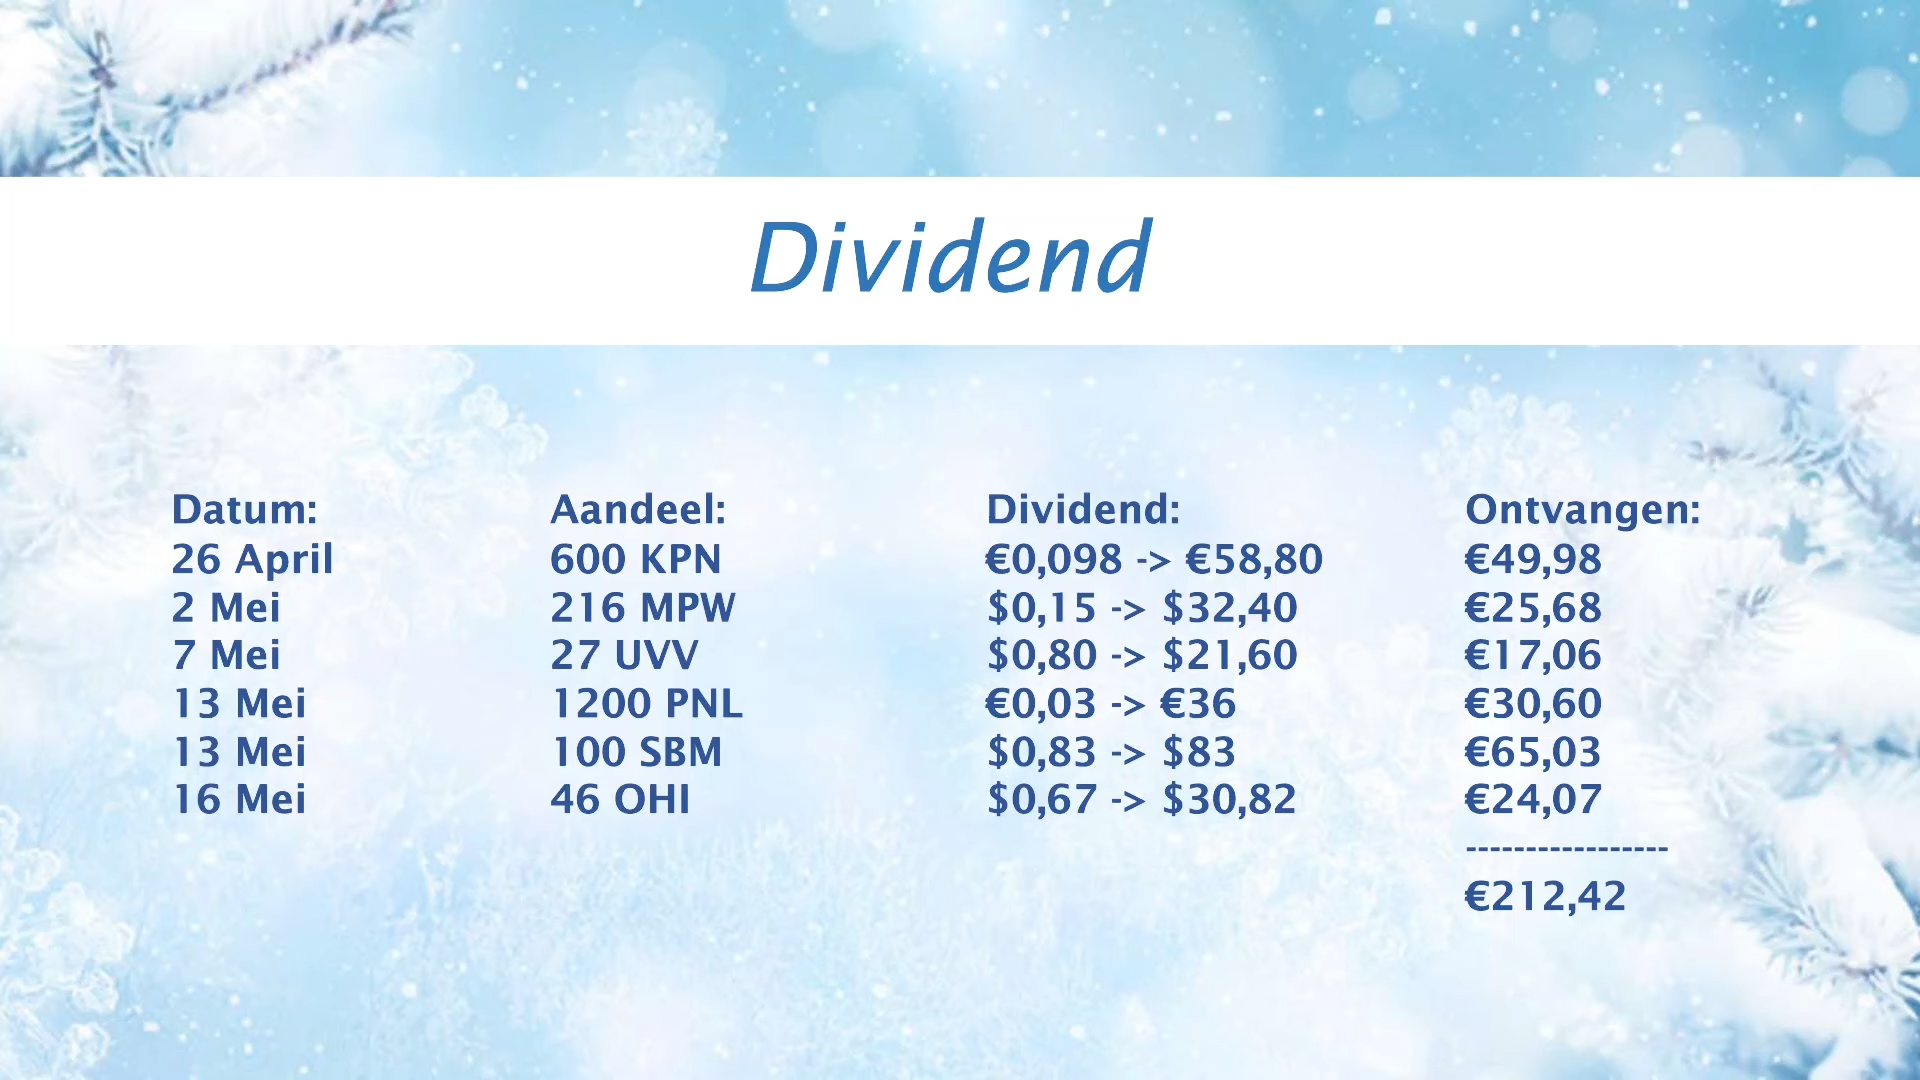 Dividend
Datum: Aandeel: Dividend: Ontvangen:
26 April 600 KPN €0,098 -> €58,80 €49,98
2 Mei 216 MPW $0,15 -> $32,40 €25,68
7 Mei 27 UVV $0,80 -> $21,60 €17,06
13 Mei 1200 PNL €0,03 -> €36 €30,60
13 Mei 100 SBM $0,83 -> $83 €65,03
16 Mei 46 OHI $0,67 -> $30,82 €24,07
-----------------
€212,42